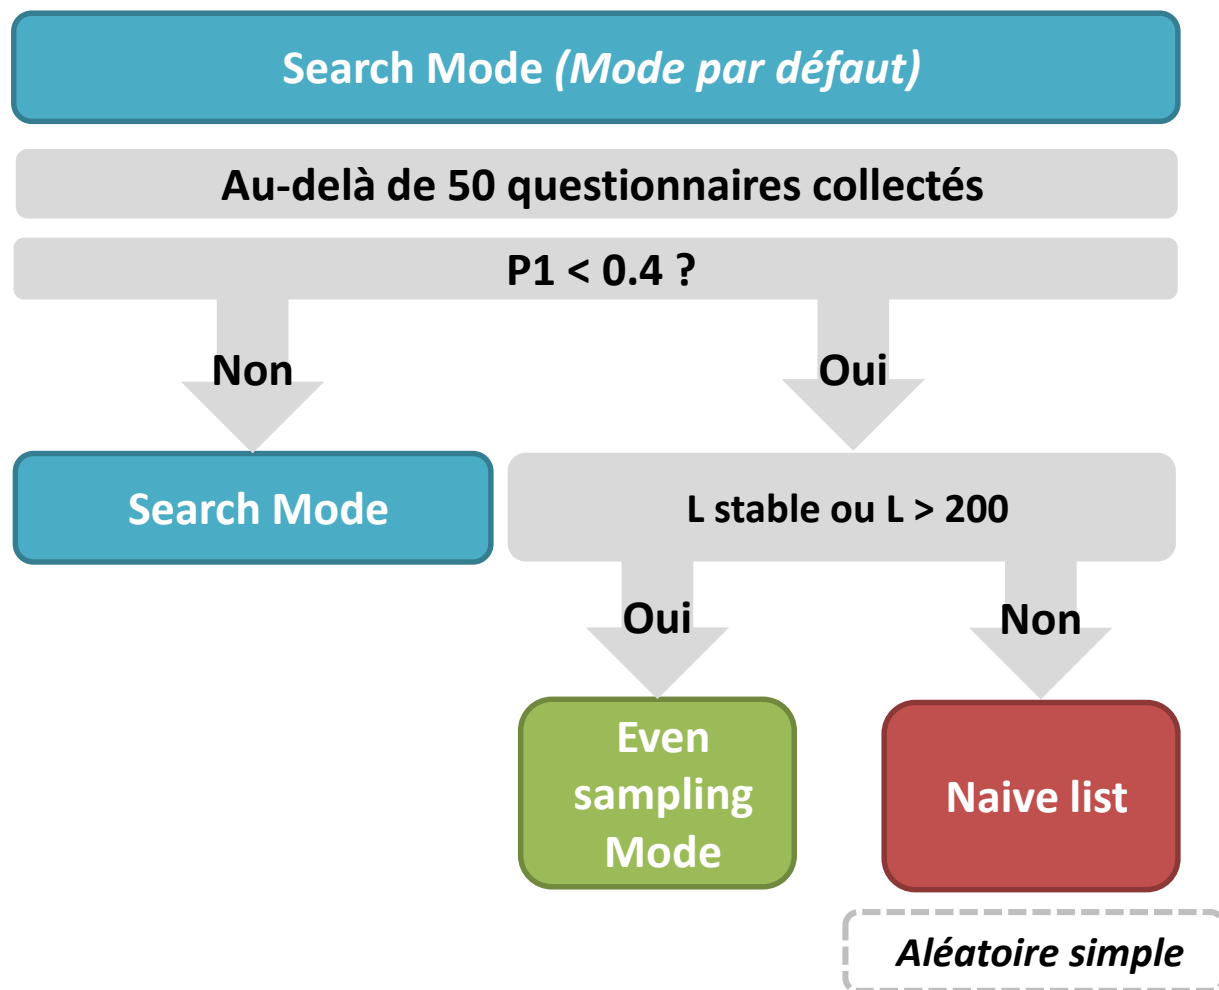 Search Mode (Mode par défaut)
Au-delà de 50 questionnaires collectés
P1 < 0.4 ?
Non
Oui
Search Mode
L stable ou L > 200
Oui
Non
Even
sampling
Mode
Naive list
Aléatoire simple